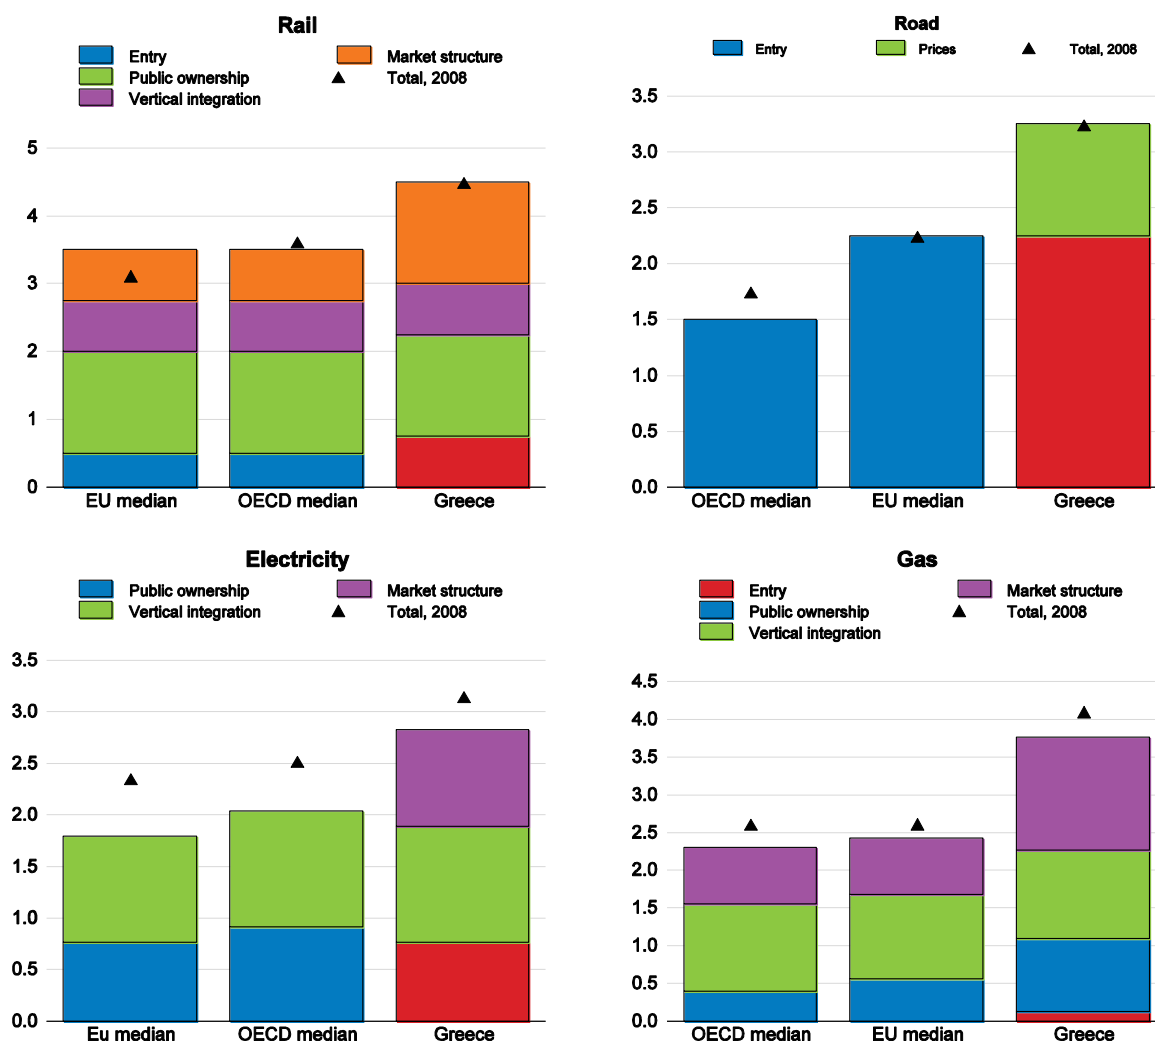 Rail
Entry
Market structure
Public ownership
Total, 2008
Vertical integration
5
4
3
2
1
0
EU median
OECD median
Greece
Road
Entry
Prices
Total, 2008
3.5
3.0
2.5
2.0
1.5
1.0
0.5
0.0
OECD median
EU median
Greece
Electricity
Public ownership
Market structure
Vertical integration
Total, 2008
3.5
3.0
2.5
2.0
1.5
1.0
0.5
0.0
Eu median
OECD median
Greece
Gas
Entry
Market structure
Public ownership
Total, 2008
Vertical integration
4.5
4.0
3.5
3.0
2.5
2.0
1.5
1.0
0.5
0.0
OECD median
EU median
Greece